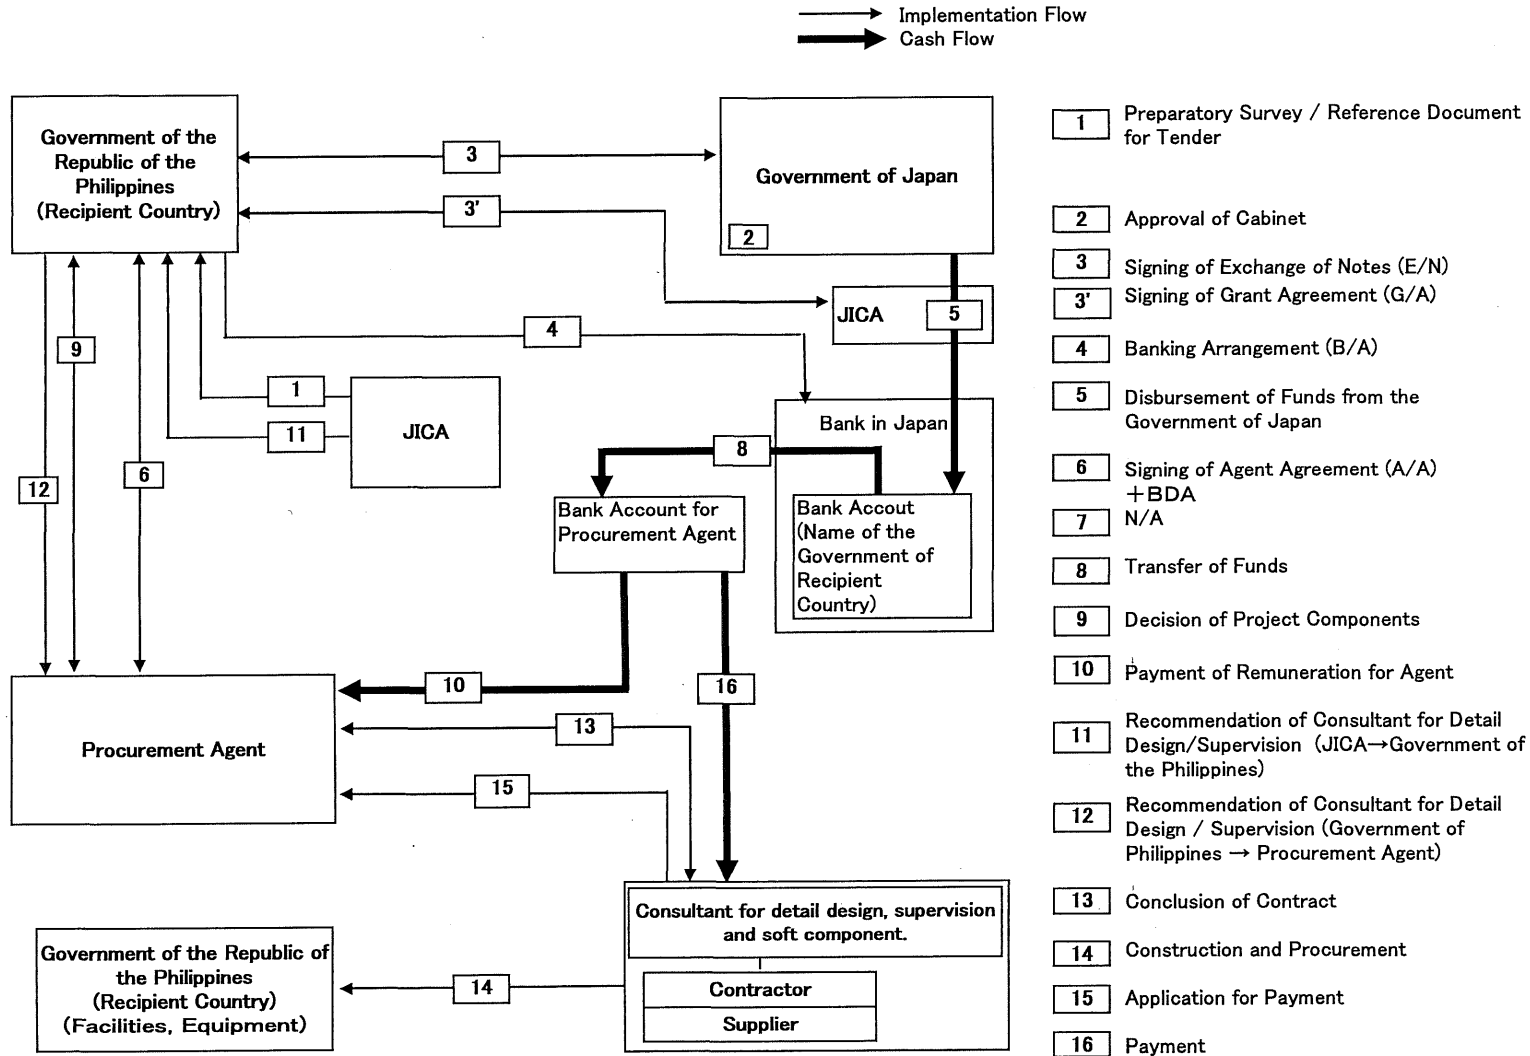 Implementation Flow
Cash Flow
Government of the
Republic of the
Philippines
(Recipient Country)
3
3'
Government of Japan
2
JICA
5
4
9
1
11
JICA
12
6
Bank in Japan
8
Bank Account for
Procurement Agent
Bank Accout
(Name of the
Government of
Recipient
Country)
10
16
13
15
Procurement Agent
Consultant for detail design, supervision
and soft component.
Contractor
Supplier
14
Government of the Republic of
the Philippines
(Recipient Country)
(Facilities, Equipment)
1 Preparatory Survey / Reference Document
for Tender
2 Approval of Cabinet
3 Signing of Exchange of Notes (E/N)
3' Signing of Grant Agreement (G/A)
4 Banking Arrangement (B/A)
5 Disbursement of Funds from the
Government of Japan
6 Signing of Agent Agreement (A/A)
+BDA
7 N/A
8 Transfer of Funds
9 Decision of Project Components
10 Payment of Remuneration for Agent
11 Recommendation of Consultant for Detail
Design/Supervision (JICA→Government of
the Philippines)
12 Recommendation of Consultant for Detail
Design / Supervision (Government of
Philippines → Procurement Agent)
13 Conclusion of Contract
14 Construction and Procurement
15 Application for Payment
16 Payment